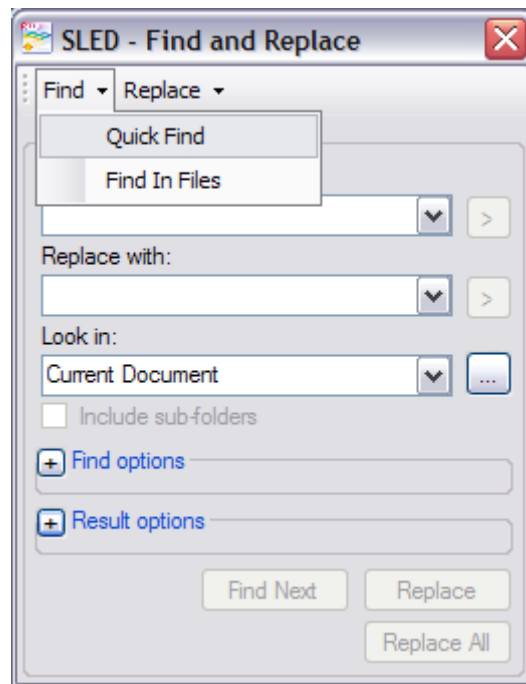 SLED - Find and Replace
Find Replace
Quick Find
Find In Files
>
Replace with:
>
Look in:
Current Document
...
Include sub-folders
+ Find options
+ Result options
Find Next Replace
Replace All